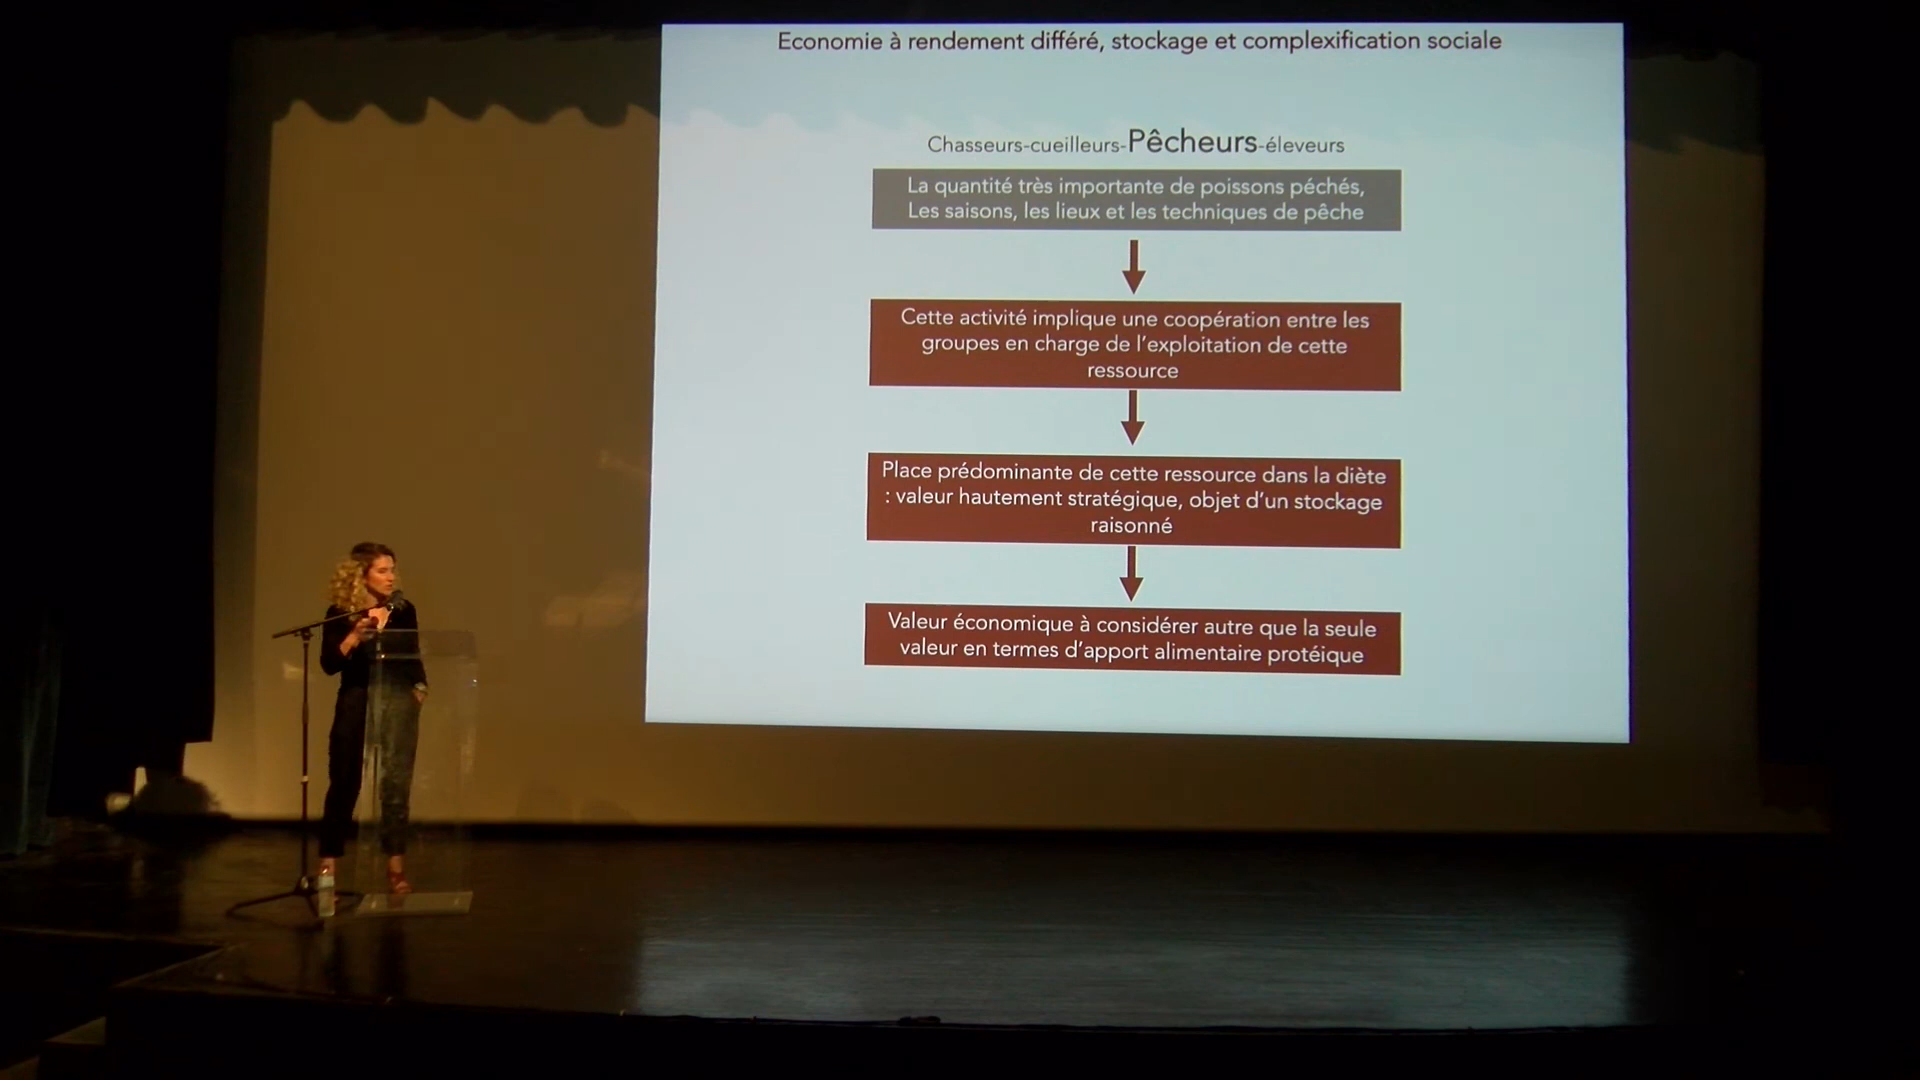 Economie à rendement différé, stockage et complexification sociale
Chasseurs-cueilleurs-Pêcheurs-éleveurs
La quantité très importante de poissons péchés,
Les saisons, les lieux et les techniques de pêche
Cette activité implique une coopération entre les
groupes en charge de l'exploitation de cette
ressource
Place prédominante de cette ressource dans la diète
: valeur hautement stratégique, objet d'un stockage
raisonné
Valeur économique à considérer autre que la seule
valeur en termes d'apport alimentaire protéique